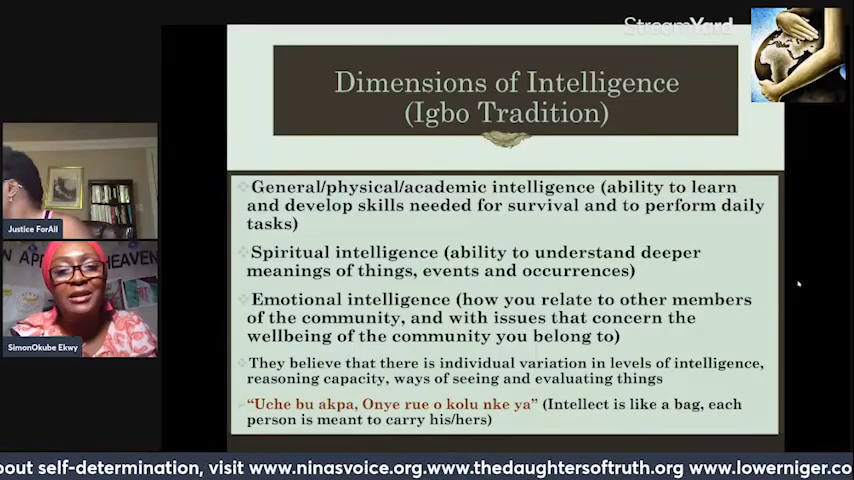 StreamYard
Dimensions of Intelligence
(Igbo Tradition)
General/physical/academic intelligence (ability to learn
and develop skills needed for survival and to perform daily
tasks)
Spiritual intelligence (ability to understand deeper
meanings of things, events and occurrences)
Emotional intelligence (how you relate to other members
of the community, and with issues that concern the
wellbeing of the community you belong to)
They believe that there is individual variation in levels of intelligence,
reasoning capacity, ways of seeing and evaluating things
“Uche bu akpa, Onye rue o kolu nke ya” (Intellect is like a bag, each
person is meant to carry his/hers)
Justice ForAll
HEAVEN
SimonOkube Ekwy
bout self-determination, visit www.ninasvoice.org.www.thedaughtersoftruth.org www.lowerniger.co